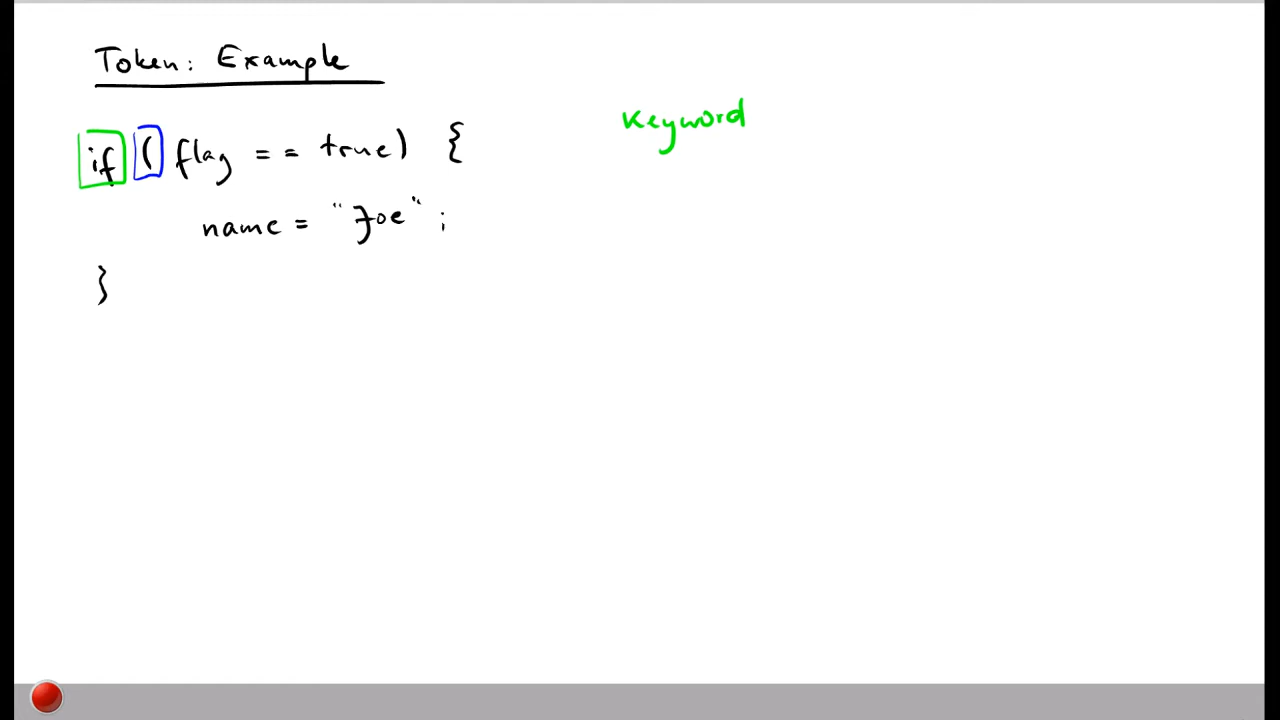 Token: Example
keyword
if ( flag == true) {
name = "Joe" ;
}